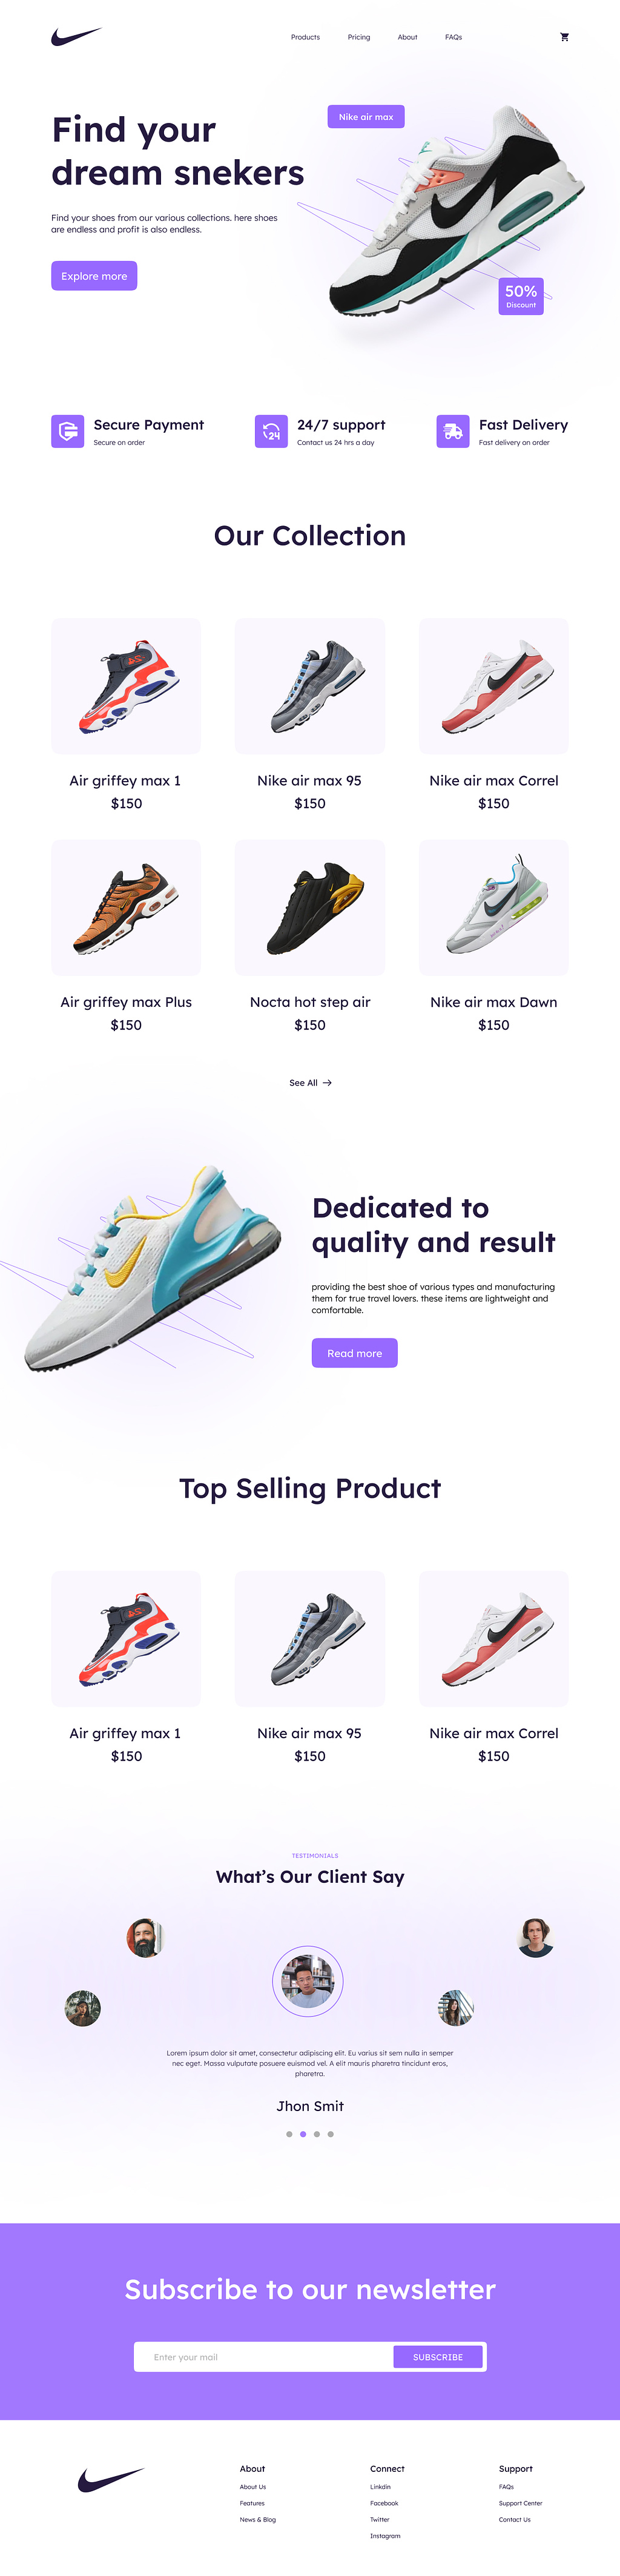 Products
Pricing
About
FAQs
Find your
dream snekers
Nike air max
Find your shoes from our various collections. here shoes
are endless and profit is also endless.
Explore more
50%
Discount
Secure Payment
Secure on order
24
24/7 support
Contact us 24 hrs a day
Fast Delivery
Fast delivery on order
Our Collection
Air griffey max 1
$150
Nike air max 95
$150
Nike air max Correl
$150
Air griffey max Plus
$150
Nocta hot step air
$150
Nike air max Dawn
$150
See All
Dedicated to
quality and result
providing the best shoe of various types and manufacturing
them for true travel lovers. these items are lightweight and
comfortable.
Read more
Top Selling Product
Air griffey max 1
$150
Nike air max 95
$150
Nike air max Correl
$150
TESTIMONIALS
What’s Our Client Say
Lorem ipsum dolor sit amet, consectetur adipiscing elit. Eu varius sit sem nulla in semper
nec eget. Massa vulputate posuere euismod vel. A elit mauris pharetra tincidunt eros,
pharetra.
Jhon Smit
Subscribe to our newsletter
Enter your mail
SUBSCRIBE
About
About Us
Features
News & Blog
Connect
Linkdin
Facebook
Twitter
Instagram
Support
FAQs
Support Center
Contact Us